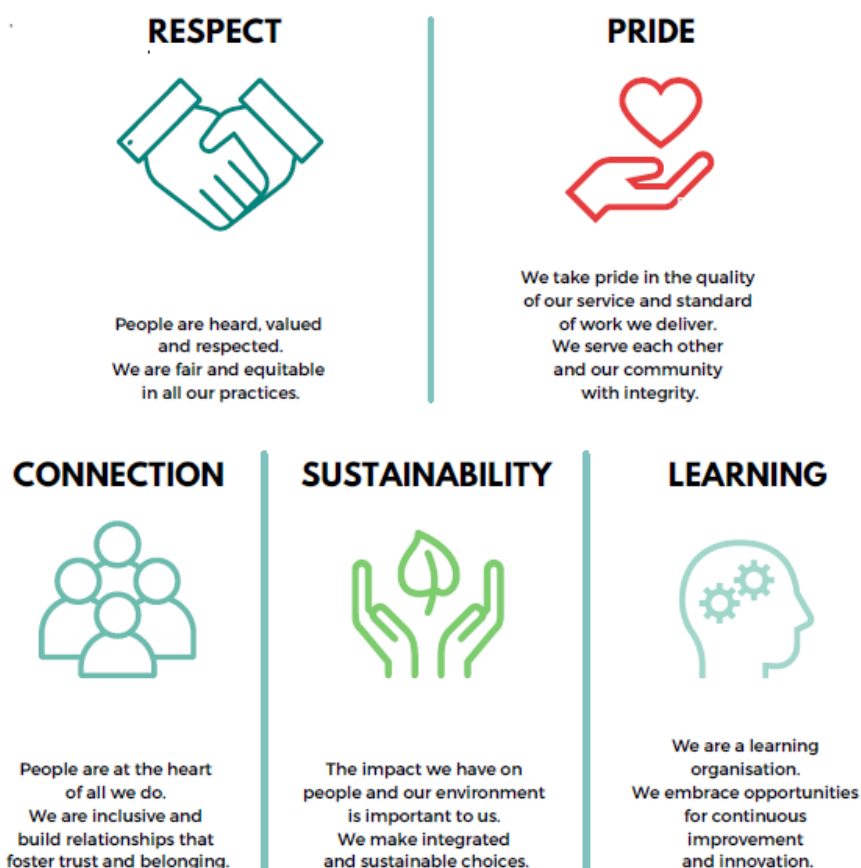 RESPECT
People are heard, valued
and respected.
We are fair and equitable
in all our practices.
PRIDE
We take pride in the quality
of our service and standard
of work we deliver.
We serve each other
and our community
with integrity.
CONNECTION
People are at the heart
of all we do.
We are inclusive and
build relationships that
foster trust and belonging.
SUSTAINABILITY
The impact we have on
people and our environment
is important to us.
We make integrated
and sustainable choices.
LEARNING
We are a learning
organisation.
We embrace opportunities
for continuous
improvement
and innovation.